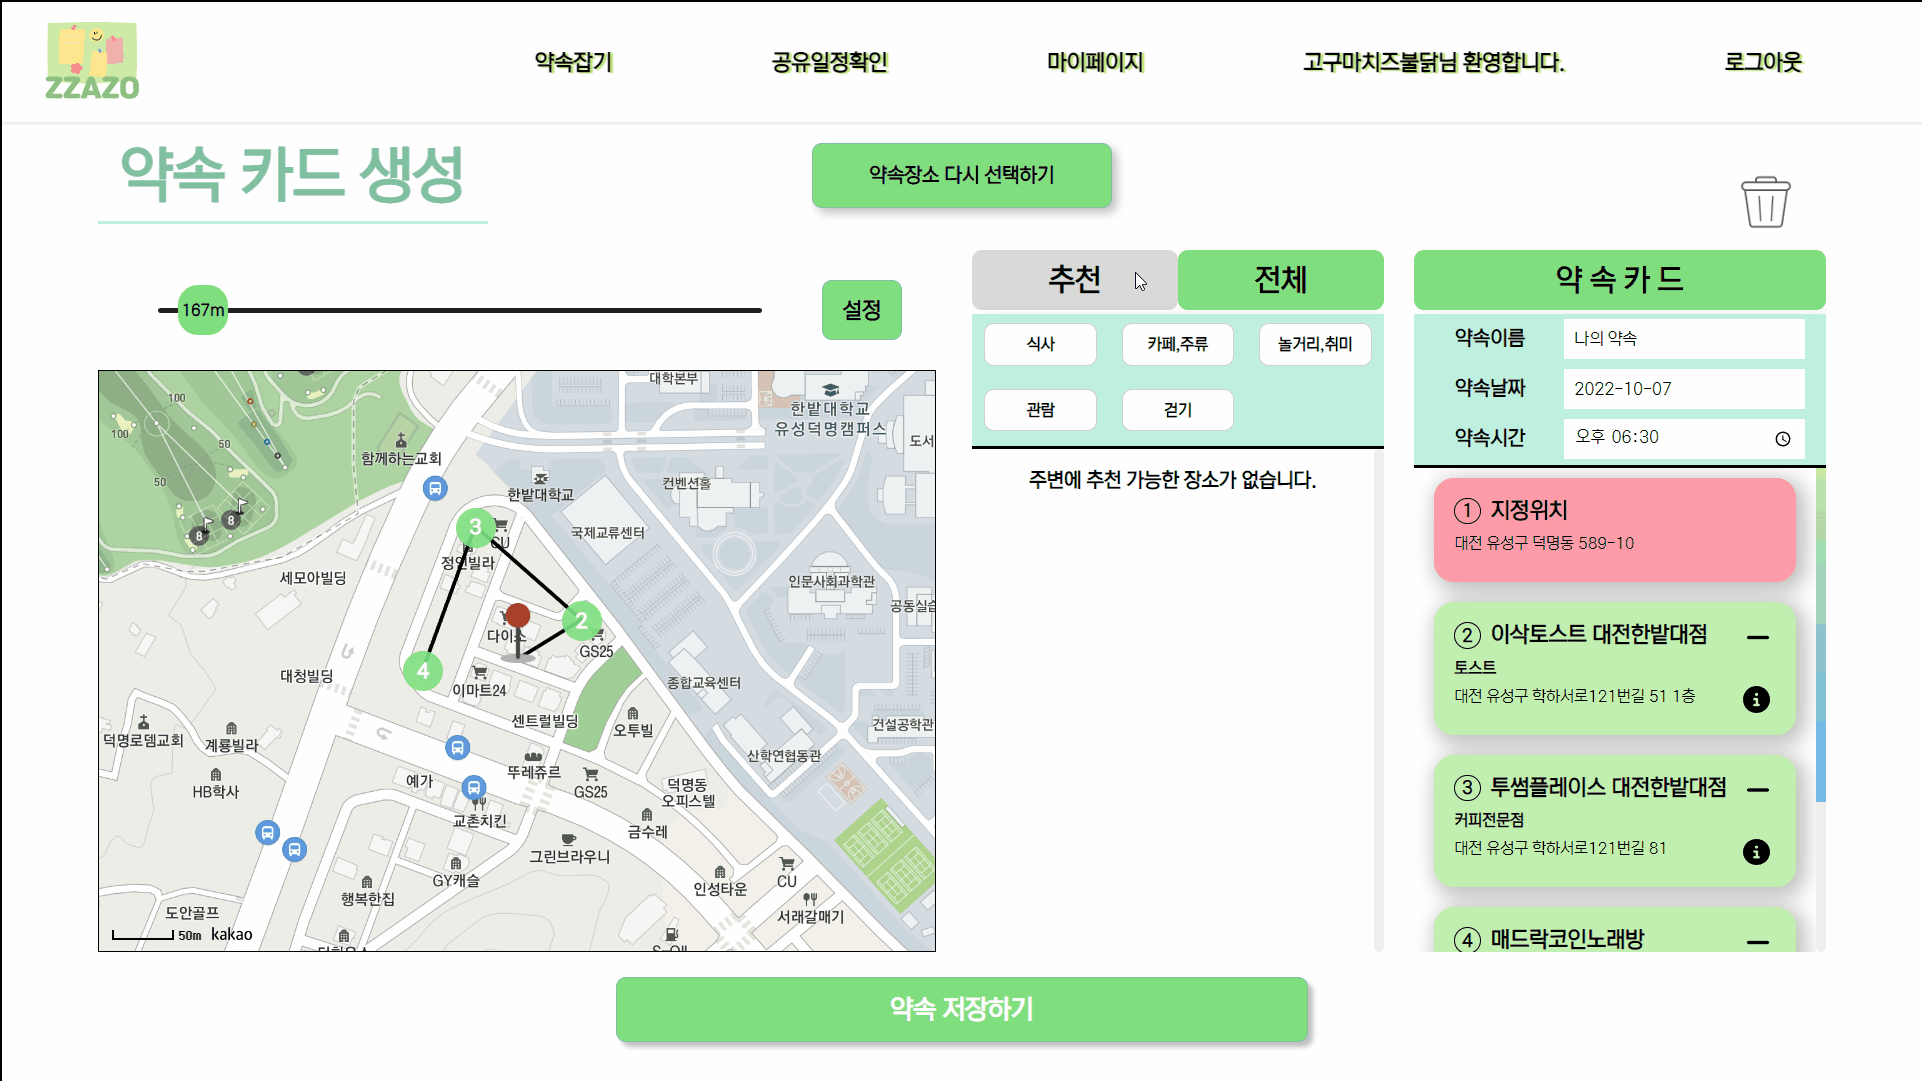 ZZAZO
약속잡기
공유일정확인
마이페이지
고구마치즈불닭님 환영합니다.
로그아웃
약속 카드 생성
약속장소 다시 선택하기
167m
설정
추천
전체
식사
카페,주류
놀거리,취미
관람
걷기
주변에 추천 가능한 장소가 없습니다.
약속카드
약속이름
나의 약속
약속날짜
2022-10-07
약속시간
오후 06:30
① 지정위치
대전 유성구 덕명동 589-10
② 이삭토스트 대전한밭대점
토스트
대전 유성구 학하서로121번길 51 1층
③ 투썸플레이스 대전한밭대점
커피전문점
대전 유성구 학하서로121번길 81
④ 매드락코인노래방
대학본부
100
한밭대학교
유성덕명캠퍼스
100
50
도서
함께하는교회
50
한밭대학교
컨벤션홀
8
8
3
CU
국제교류센터
정인빌라
세모아빌딩
인문사회과학관
공동실습
2
다이소
GS25
4
대청빌딩
이마트24
종합교육센터
센트럴빌딩
오투빌
건설공학관
덕명로뎀교회
계룡빌라
산학연협동관
뚜레쥬르
예가
HB학사
GS25
덕명동
오피스텔
교촌치킨
금수레
그린브라우니
GY캐슬
행복한집
인성타운
CU
도안골프
서래갈매기
50m
kakao
약속 저장하기